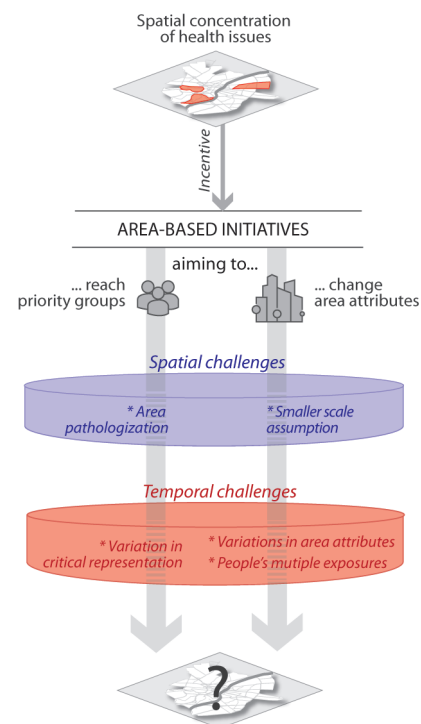 Spatial concentration
of health issues
Incentive
AREA-BASED INITIATIVES
aiming to...
... reach
priority groups
... change
area attributes
Spatial challenges
* Area
pathologization
* Smaller scale
assumption
Temporal challenges
* Variation in
critical representation
* Variations in area attributes
* People's mutiple exposures
?